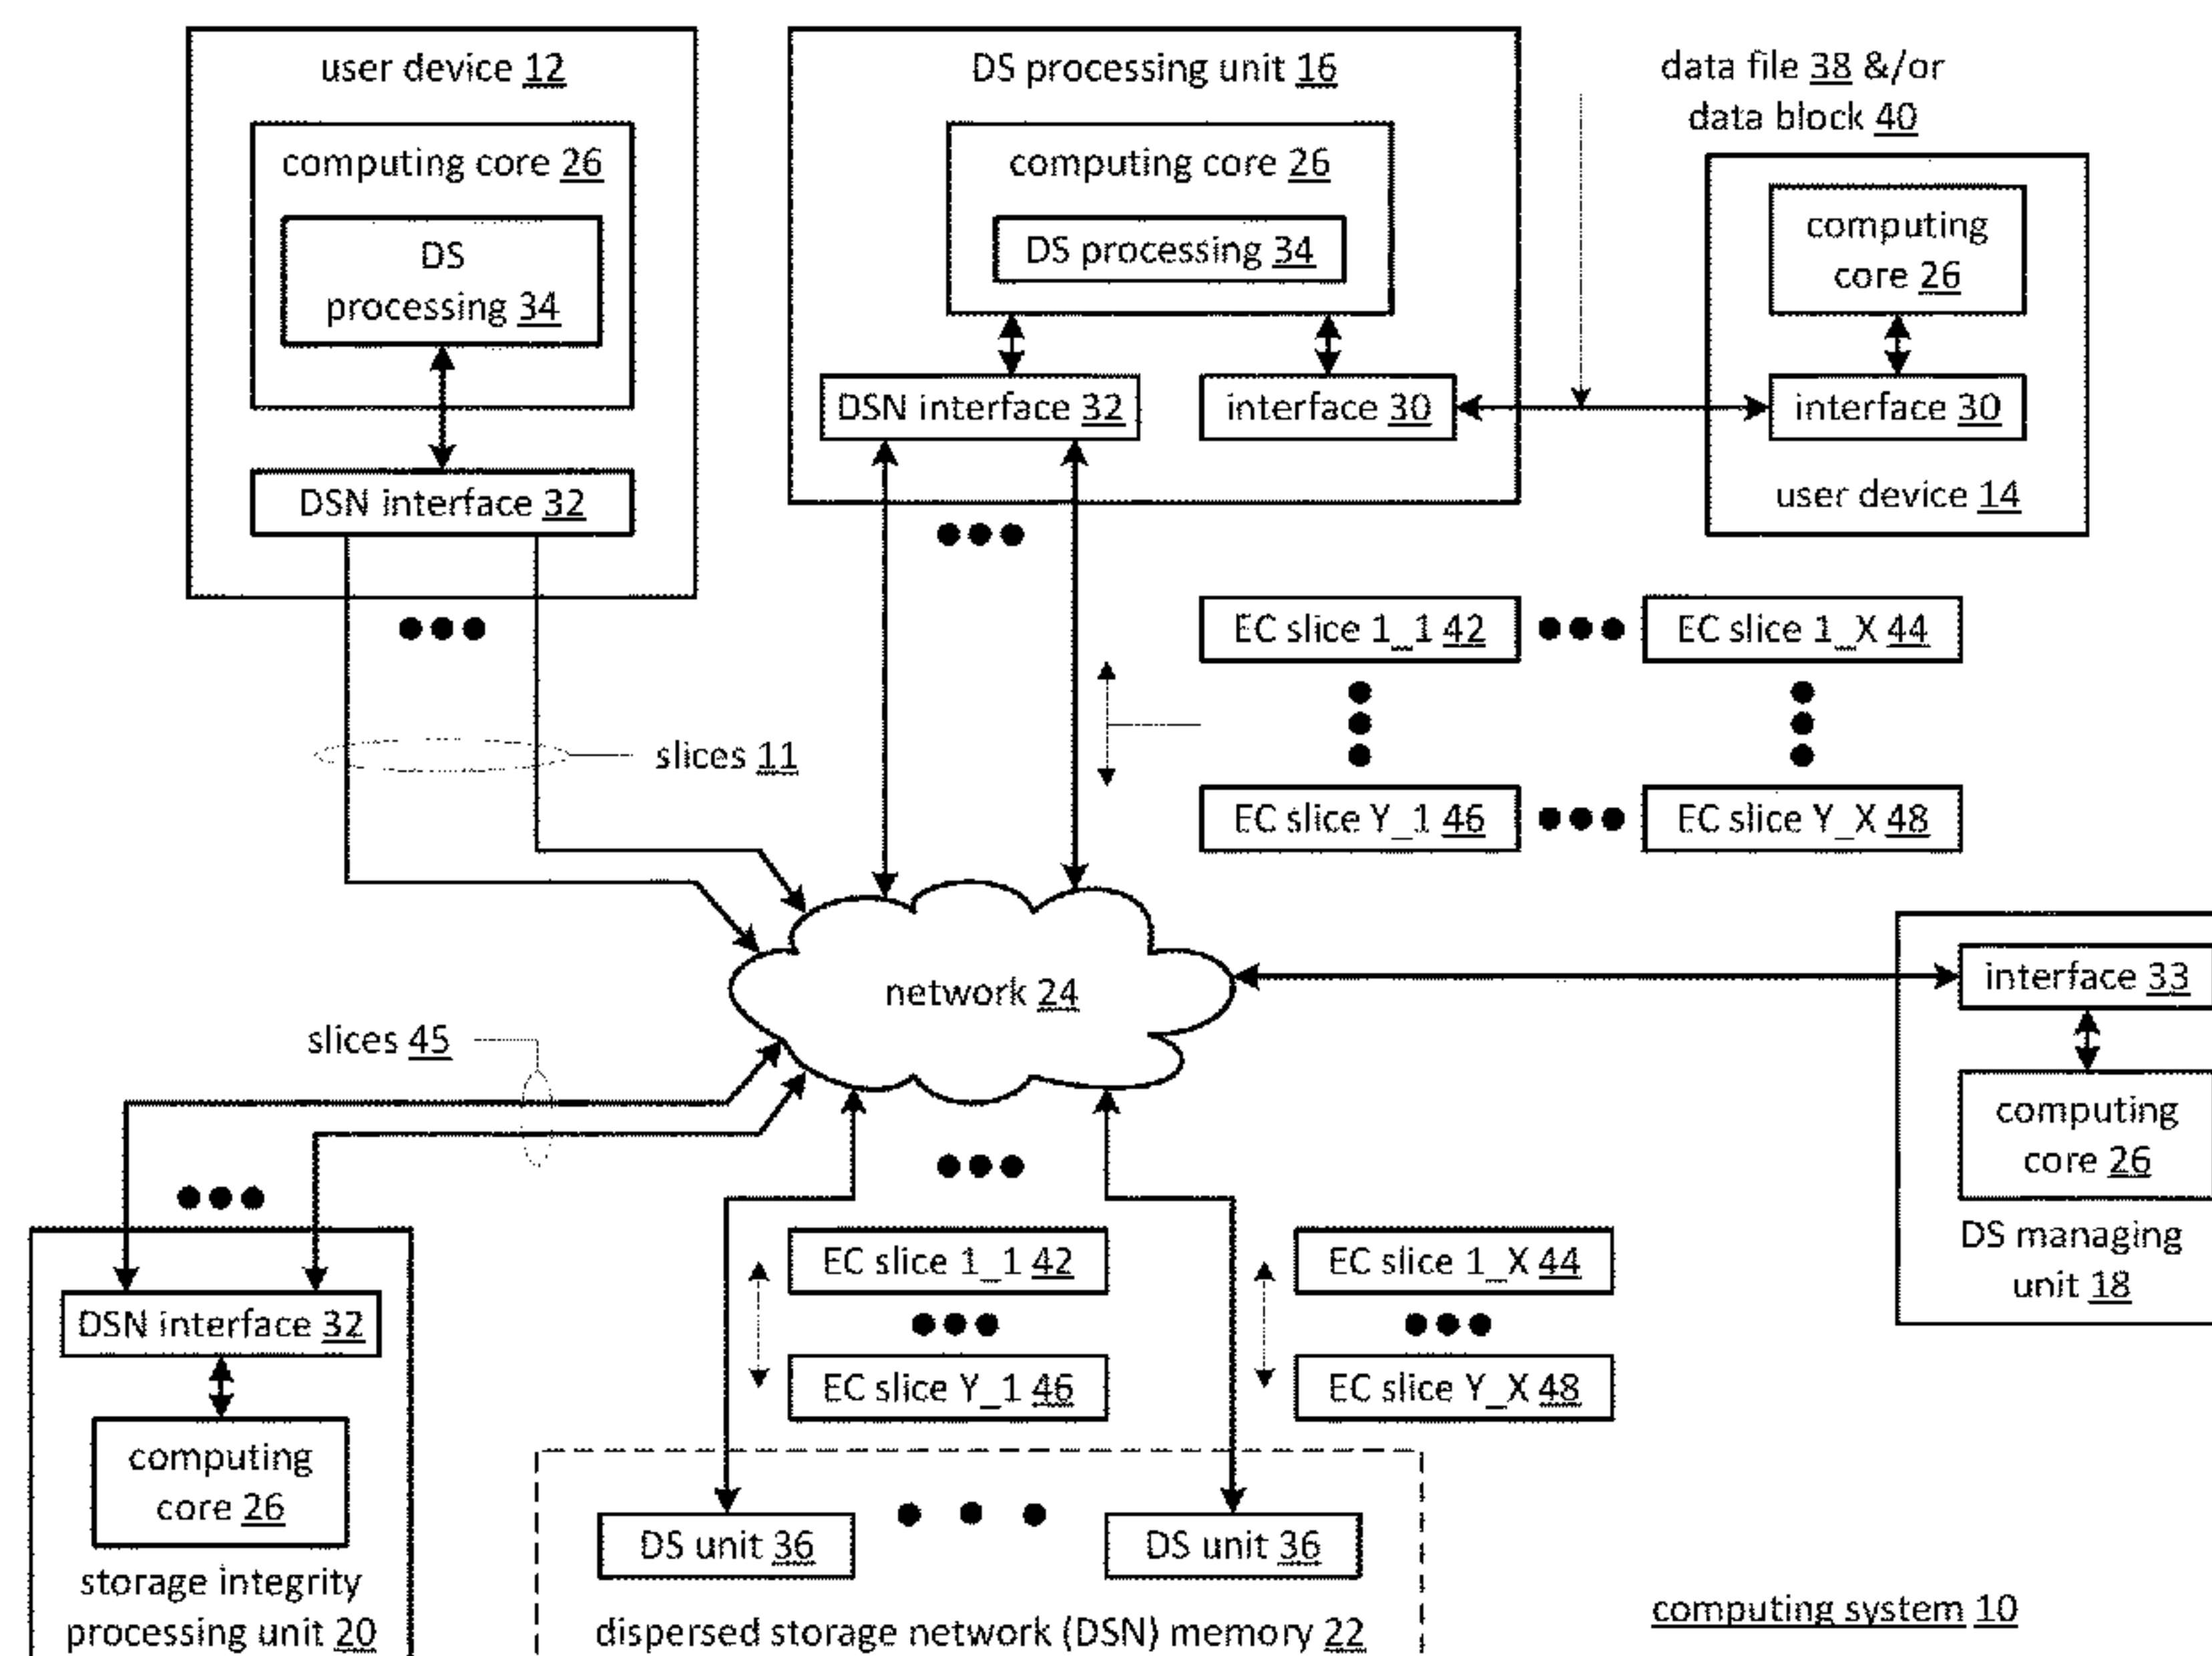 user device 12
computing core 26
DS
processing 34
DSN interface 32
slices 11
DS processing unit 16
computing core 26
DS processing 34
DSN interface 32
interface 30
data file 38 &/or
data block 40
computing
core 26
interface 30
user device 14
EC slice 1_1 42
EC slice 1_X 44
EC slice Y_1 46
EC slice Y_X 48
network 24
interface 33
computing
core 26
DS managing
unit 18
slices 45
DSN interface 32
computing
core 26
storage integrity
processing unit 20
EC slice 1_1 42
EC slice 1_X 44
EC slice Y_1 46
EC slice Y_X 48
DS unit 36
DS unit 36
dispersed storage network (DSN) memory 22
computing system 10